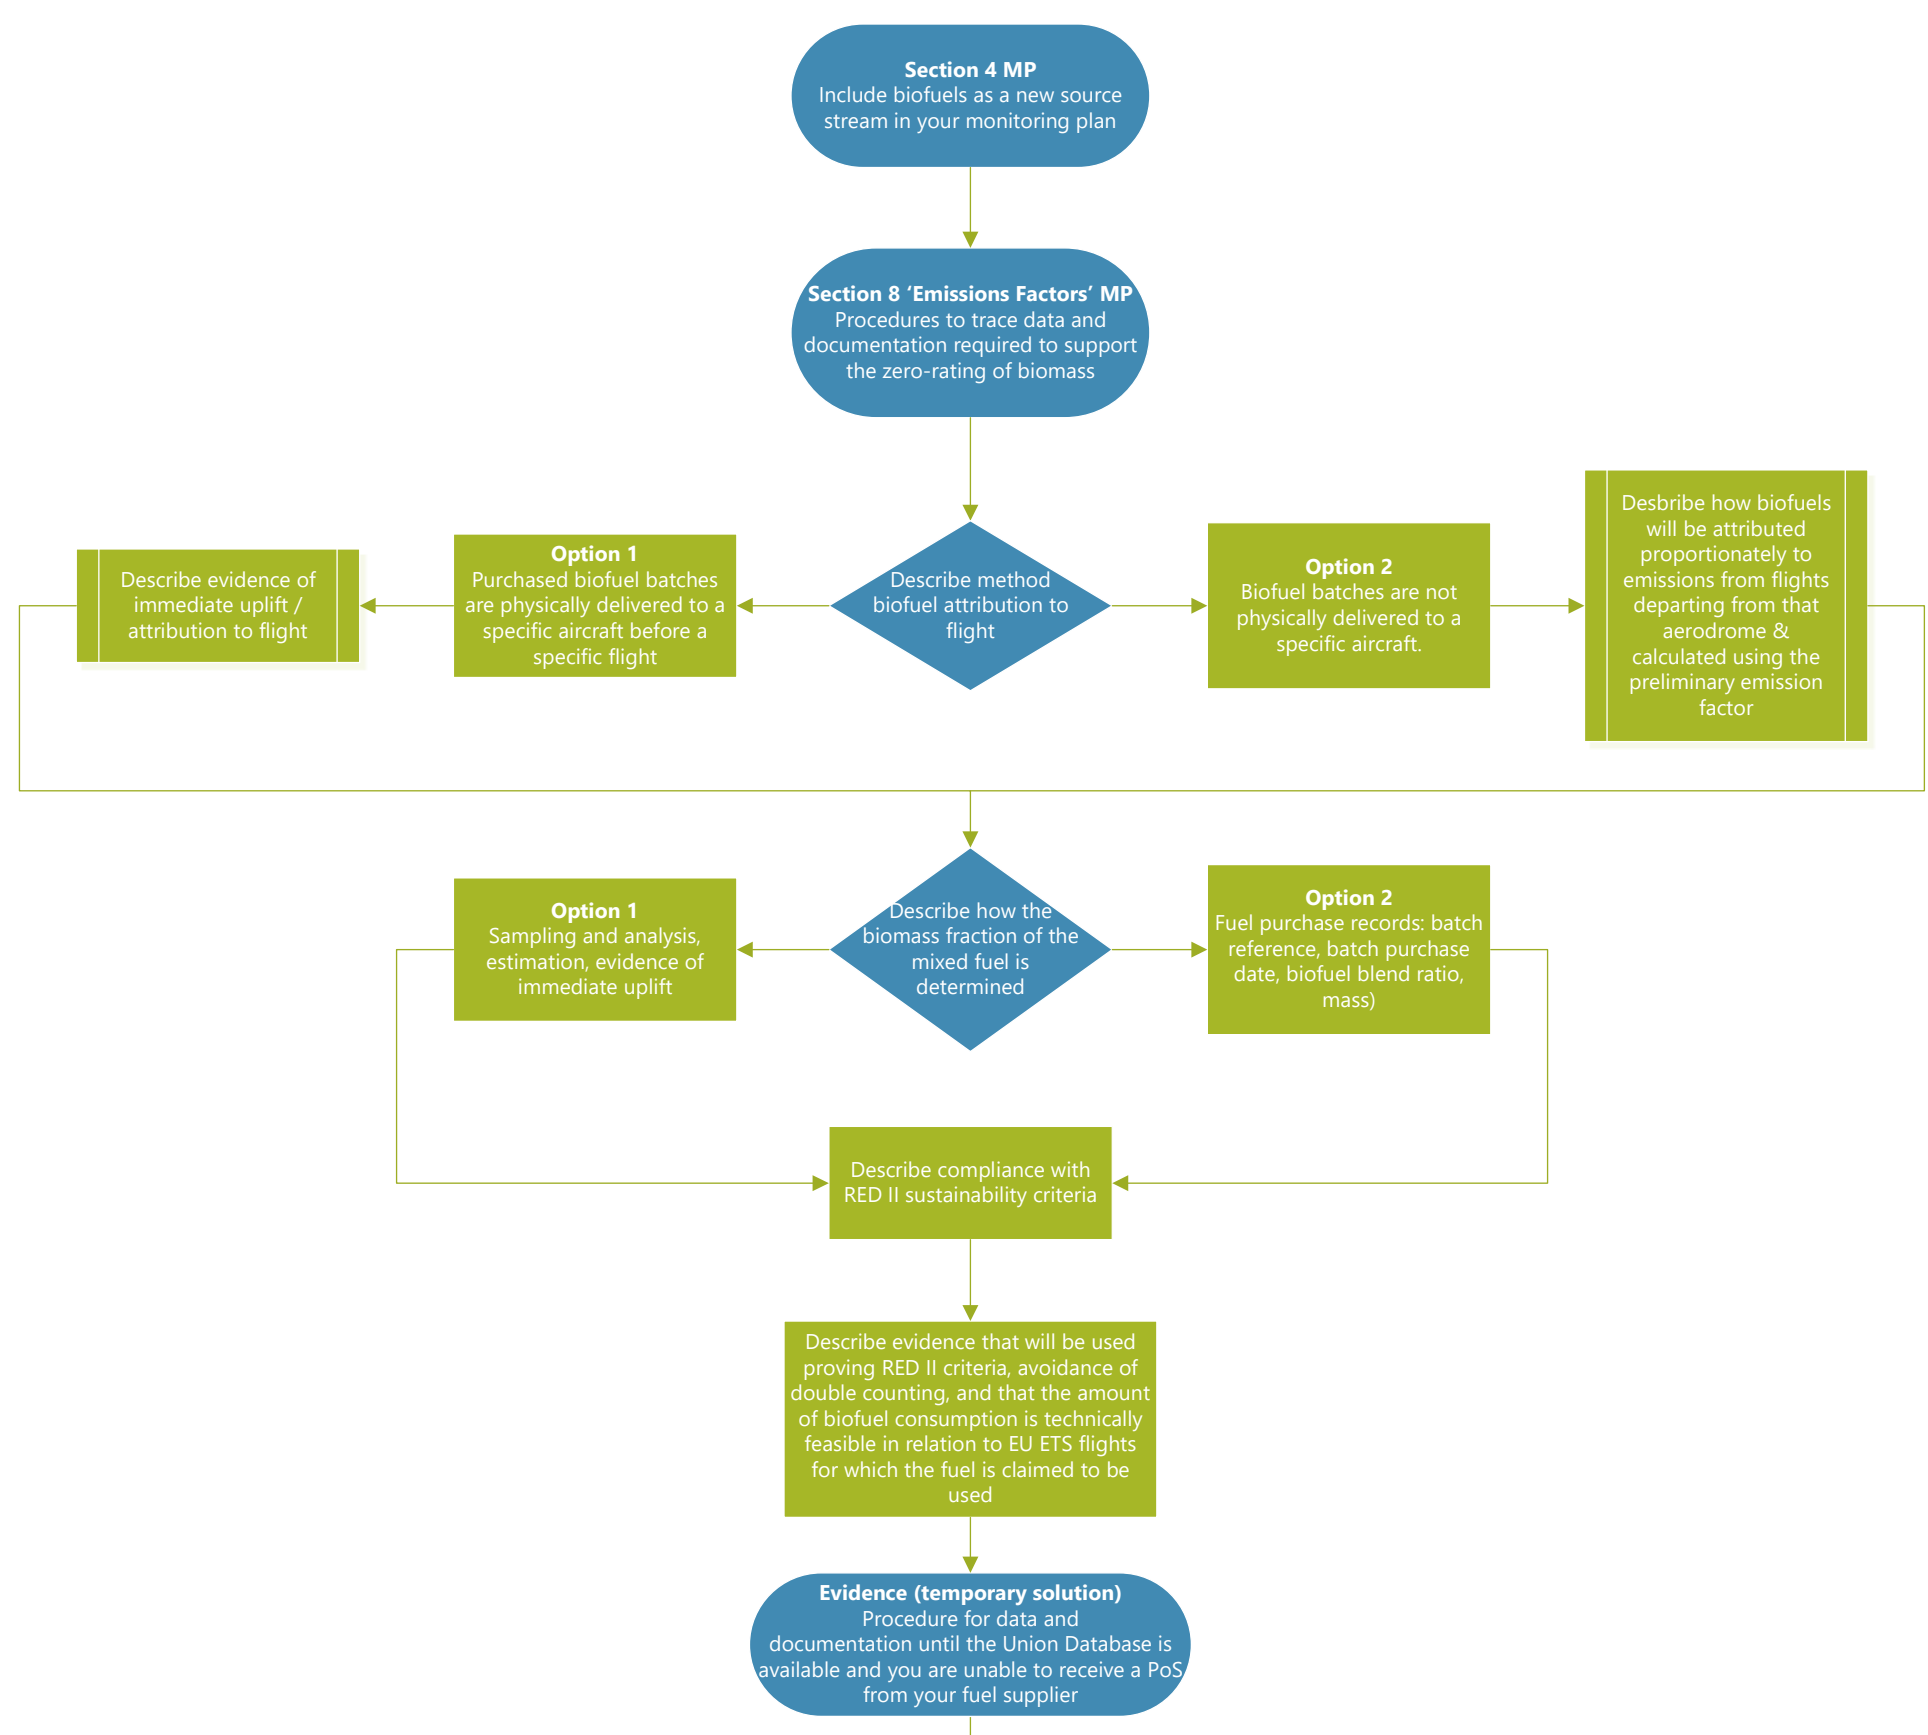 Section 4 MP
Include biofuels as a new source
stream in your monitoring plan
Section 8 ‘Emissions Factors’ MP
Procedures to trace data and
documentation required to support
the zero-rating of biomass
Describe evidence of
immediate uplift /
attribution to flight
Option 1
Purchased biofuel batches
are physically delivered to a
specific aircraft before a
specific flight
Describe method
biofuel attribution to
flight
Option 2
Biofuel batches are not
physically delivered to a
specific aircraft.
Desbribe how biofuels
will be attributed
proportionately to
emissions from flights
departing from that
aerodrome &
calculated using the
preliminary emission
factor
Option 1
Sampling and analysis,
estimation, evidence of
immediate uplift
Describe how the
biomass fraction of the
mixed fuel is
determined
Option 2
Fuel purchase records: batch
reference, batch purchase
date, biofuel blend ratio,
mass)
Describe compliance with
RED II sustainability criteria
Describe evidence that will be used
proving RED II criteria, avoidance of
double counting, and that the amount
of biofuel consumption is technically
feasible in relation to EU ETS flights
for which the fuel is claimed to be
used
Evidence (temporary solution)
Procedure for data and
documentation until the Union Database is
available and you are unable to receive a PoS
from your fuel supplier